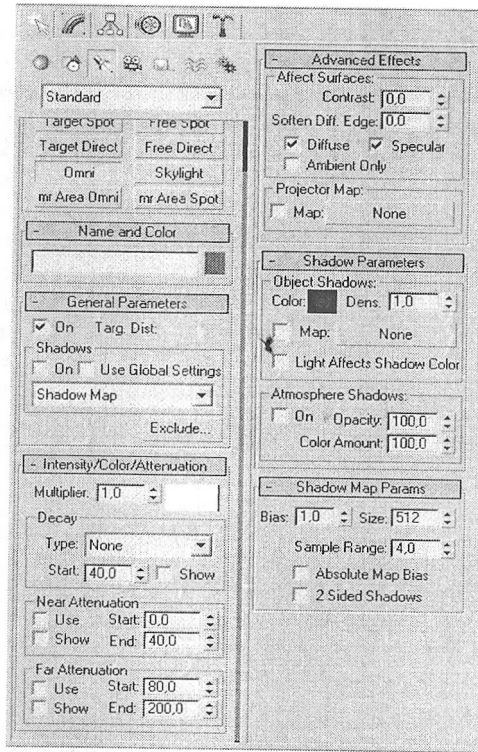 Standard
Target Spot Free Spot
Target Direct Free Direct
Omni Skylight
mr Area Omni mr Area Spot
- Name and Color
- General Parameters
On Targ. Dist:
Shadows
On Use Global Settings
Shadow Map
Exclude...
- Intensity/Color/Attenuation
Multiplier: 1,0
Decay
Type: None
Start: 40,0 Show
Near Attenuation
Use Start: 0,0
Show End: 40,0
Far Attenuation
Use Start: 80,0
Show End: 200,0
- Advanced Effects
Affect Surfaces:
Contrast: 0,0
Soften Diff. Edge: 0,0
Diffuse Specular
Ambient Only
Projector Map:
Map: None
- Shadow Parameters
Object Shadows:
Color: Dens. 1,0
Map: None
Light Affects Shadow Color
Atmosphere Shadows:
On Opacity: 100,0
Color Amount: 100,0
- Shadow Map Params
Bias: 1,0 Size: 512
Sample Range: 4,0
Absolute Map Bias
2 Sided Shadows